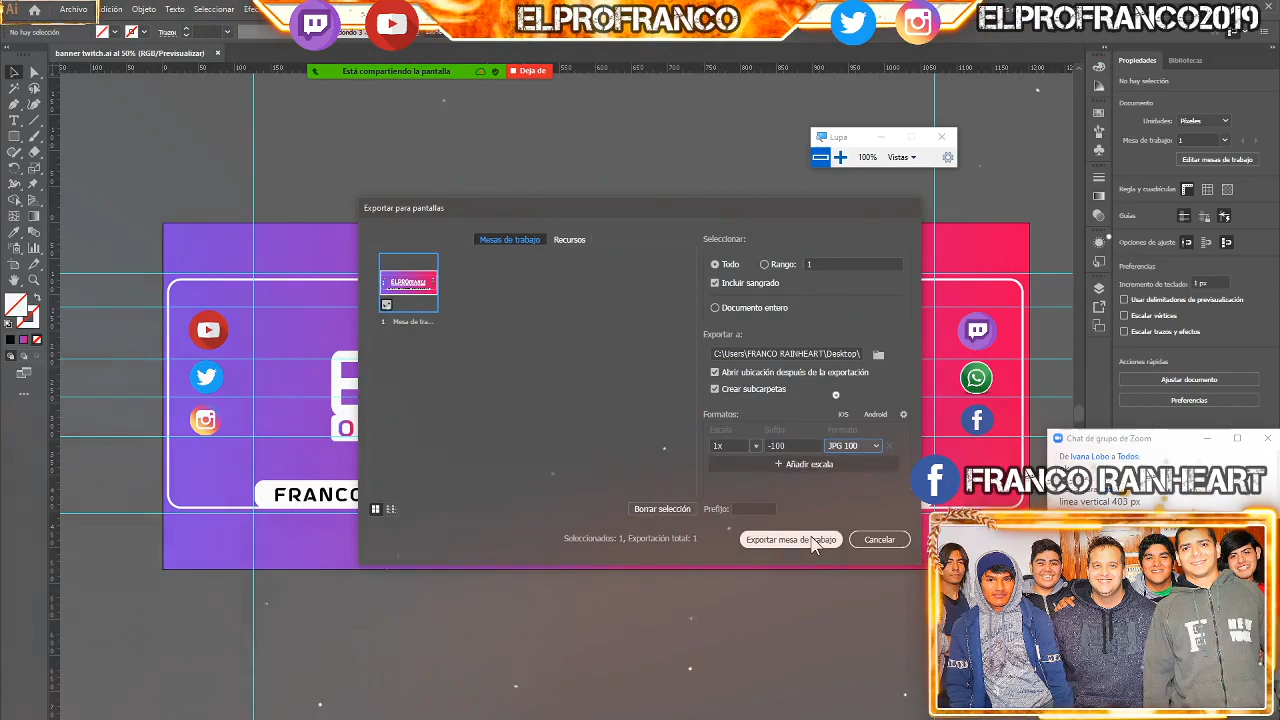 ELPROFRANCO
ELPROFRANCO2019
Ai
Archivo
dición
Objeto
Texto
Seleccionar
No hay selección
Trazo:
banner twitch.ai al 50% (RGB/Previsualizar)
Está compartiendo la pantalla
Deja de
Lupa
100%
Vistas
Propiedades
Bibliotecas
No hay selección
Documento
Unidades:
Píxeles
Mesa de trabajo:
1
Editar mesas de trabajo
Regla y cuadrículas
Guías
Opciones de ajuste
Preferencias
Incremento de teclado:
1 px
Usar delimitadores de previsualización
Escalar vértices
Escalar trazos y efectos
Acciones rápidas
Ajustar documento
Preferencias
Exportar para pantallas
Mesas de trabajo
Recursos
1 Mesa de tra...
Seleccionar:
Todo
Rango:
1
Incluir sangrado
Documento entero
Exportar a:
C:\Users\FRANCO RAINHEART\Desktop\
Abrir ubicación después de la exportación
Crear subcarpetas
Formatos:
iOS
Android
Escala
Sufijo
Formato
1x
-100
JPG 100
+ Añadir escala
Borrar selección
Prefijo:
Seleccionados: 1, Exportación total: 1
Exportar mesa de trabajo
Cancelar
FRANCO
Chat de grupo de Zoom
De Ivana Lobo a Todos:
FRANCO RAINHEART
linea vertical 403 px
NEW